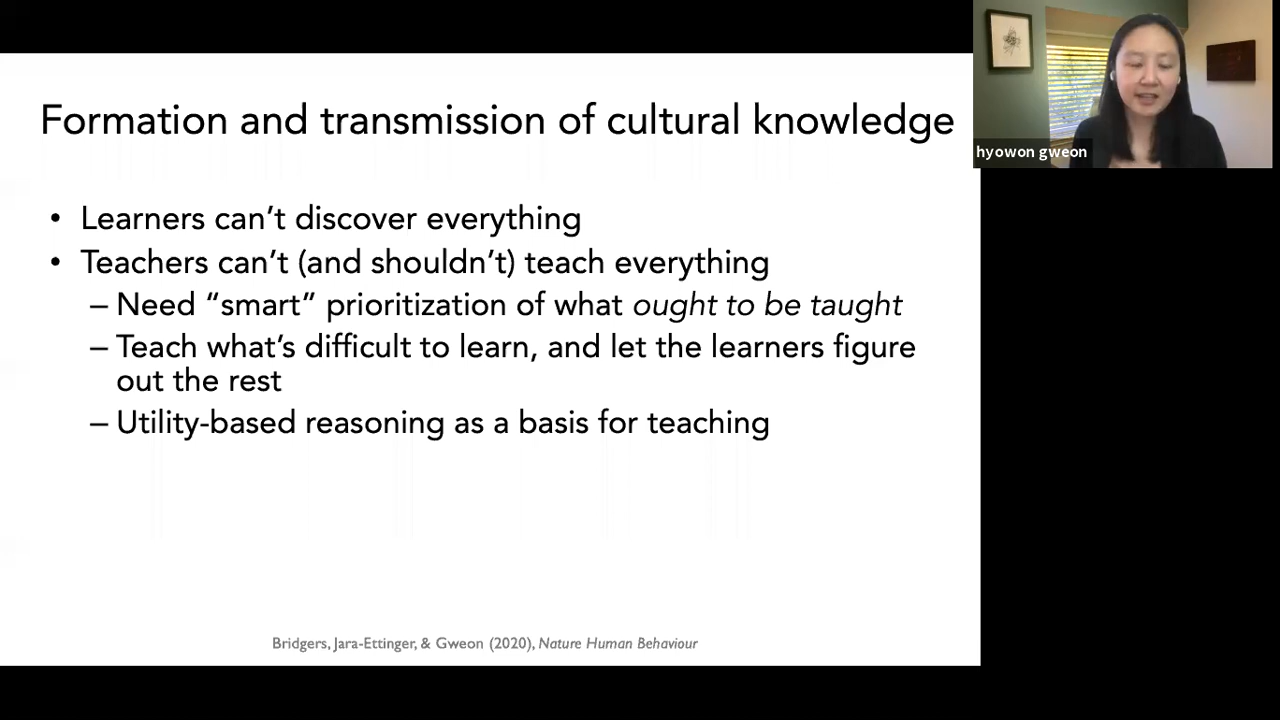 Formation and transmission of cultural knowledge
hyowon gweon
• Learners can’t discover everything
• Teachers can’t (and shouldn’t) teach everything
– Need “smart” prioritization of what ought to be taught
– Teach what’s difficult to learn, and let the learners figure
out the rest
– Utility-based reasoning as a basis for teaching
Bridgers, Jara-Ettinger, & Gweon (2020), Nature Human Behaviour